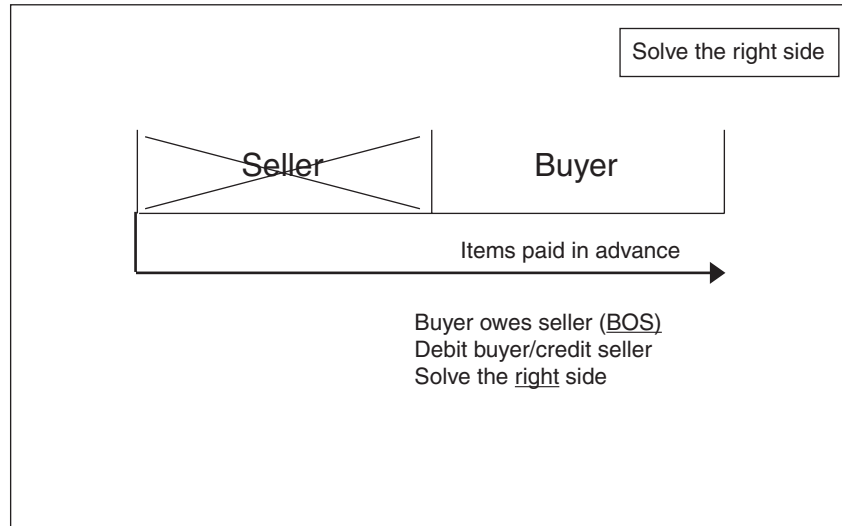 Solve the right side
Seller
Buyer
Items paid in advance
Buyer owes seller (BOS)
Debit buyer/credit seller
Solve the right side